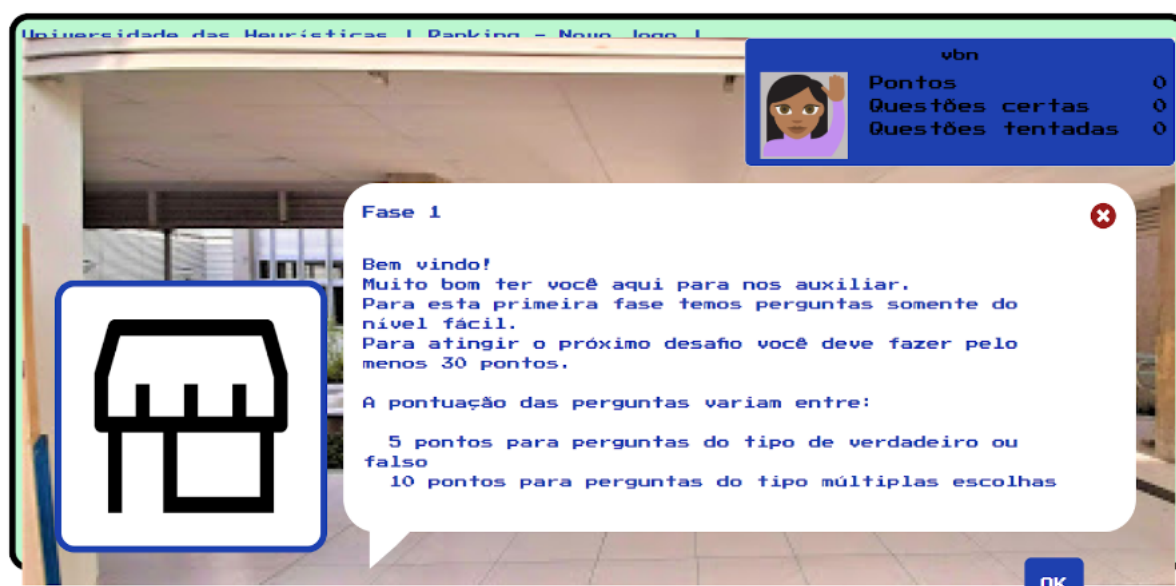 Universidade das Heurísticas | Ranking - Novo Jogo |
vbn
Pontos 0
Questões certas 0
Questões tentadas 0
Fase 1
Bem vindo!
Muito bom ter você aqui para nos auxiliar.
Para esta primeira fase temos perguntas somente do
nível fácil.
Para atingir o próximo desafio você deve fazer pelo
menos 30 pontos.
A pontuação das perguntas variam entre:
5 pontos para perguntas do tipo de verdadeiro ou
falso
10 pontos para perguntas do tipo múltiplas escolhas
OK